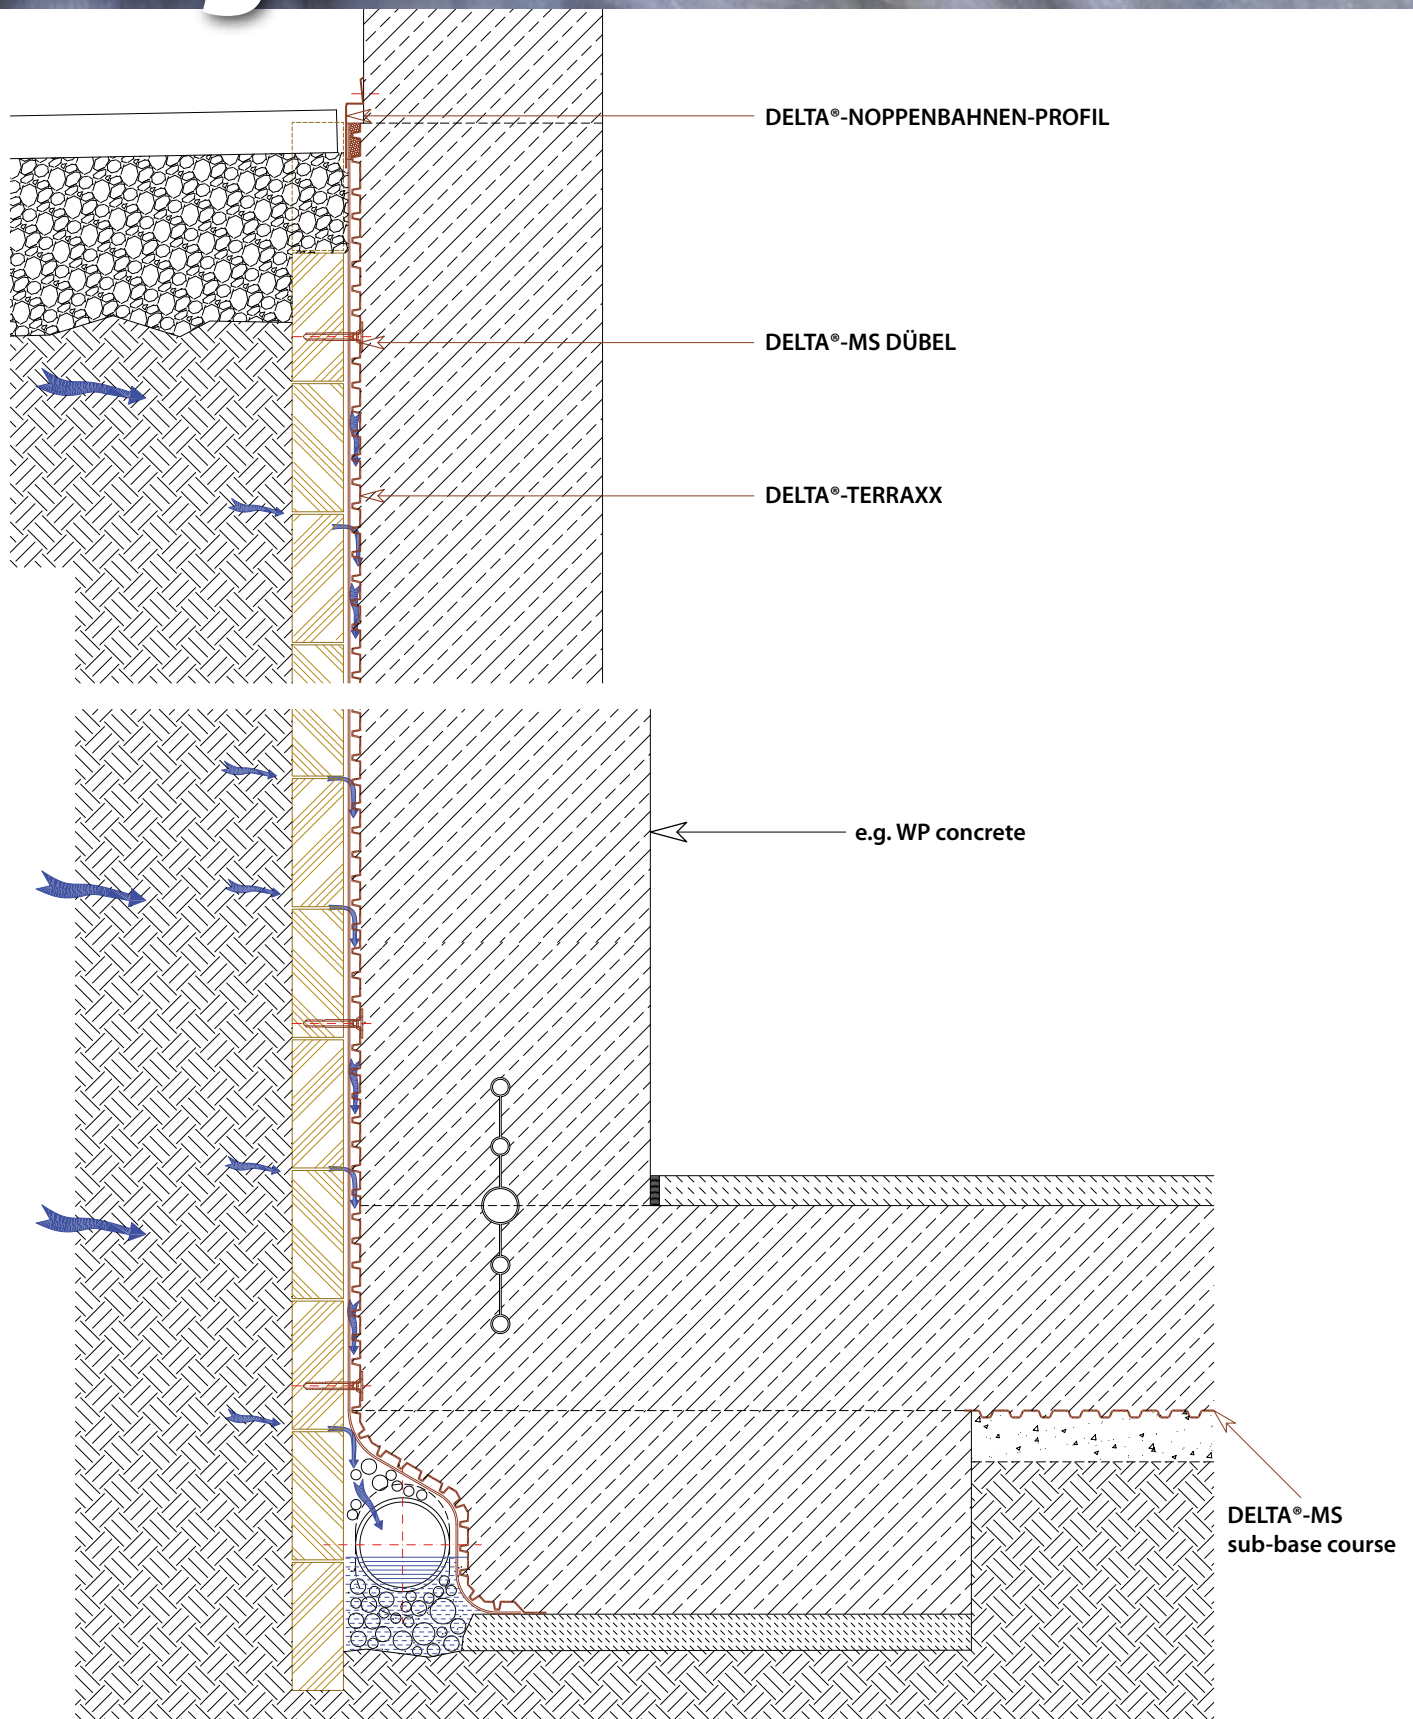 DELTA®-NOPPENBAHNEN-PROFIL
DELTA®-MS DÜBEL
DELTA®-TERRAXX
e.g. WP concrete
DELTA®-MS
sub-base course